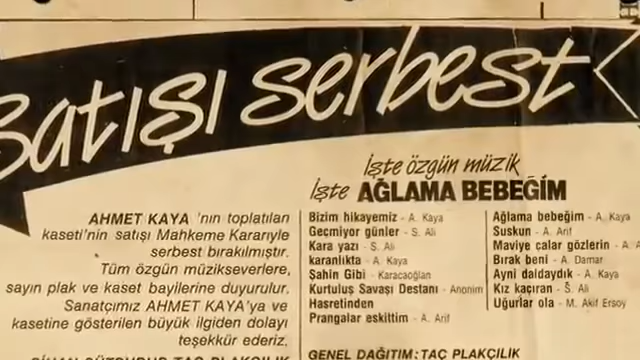 Satışı serbest
İşte özgün müzik
İşte AĞLAMA BEBEĞİM
AHMET KAYA 'nın toplatılan
kaseti'nin satışı Mahkeme Kararıyle
serbest bırakılmıştır.
Tüm özgün müzikseverlere,
sayın plak ve kaset bayilerine duyurulur.
Sanatçımız AHMET KAYA'ya ve
kasetine gösterilen büyük ilgiden dolayı
teşekkür ederiz.
Bizim hikayemiz - A. Kaya
Geçmiyor günler - S. Ali
Kara yazı - S. Ali
karanlıkta - A. Kaya
Şahin Gibi - Karacaoğlan
Kurtuluş Savaşı Destanı - Anonim
Hasretinden
Prangalar eskittim - A. Arif
Ağlama bebeğim - A. Kaya
Suskun - A. Arif
Maviye çalar gözlerin - A.
Bırak beni - A. Damar
Ayni daldaydık - A. Kaya
Kız kaçıran - S. Ali
Uğurlar ola - M. Akif Ersoy
GENEL DAĞITIM: TAÇ PLAKÇILIK